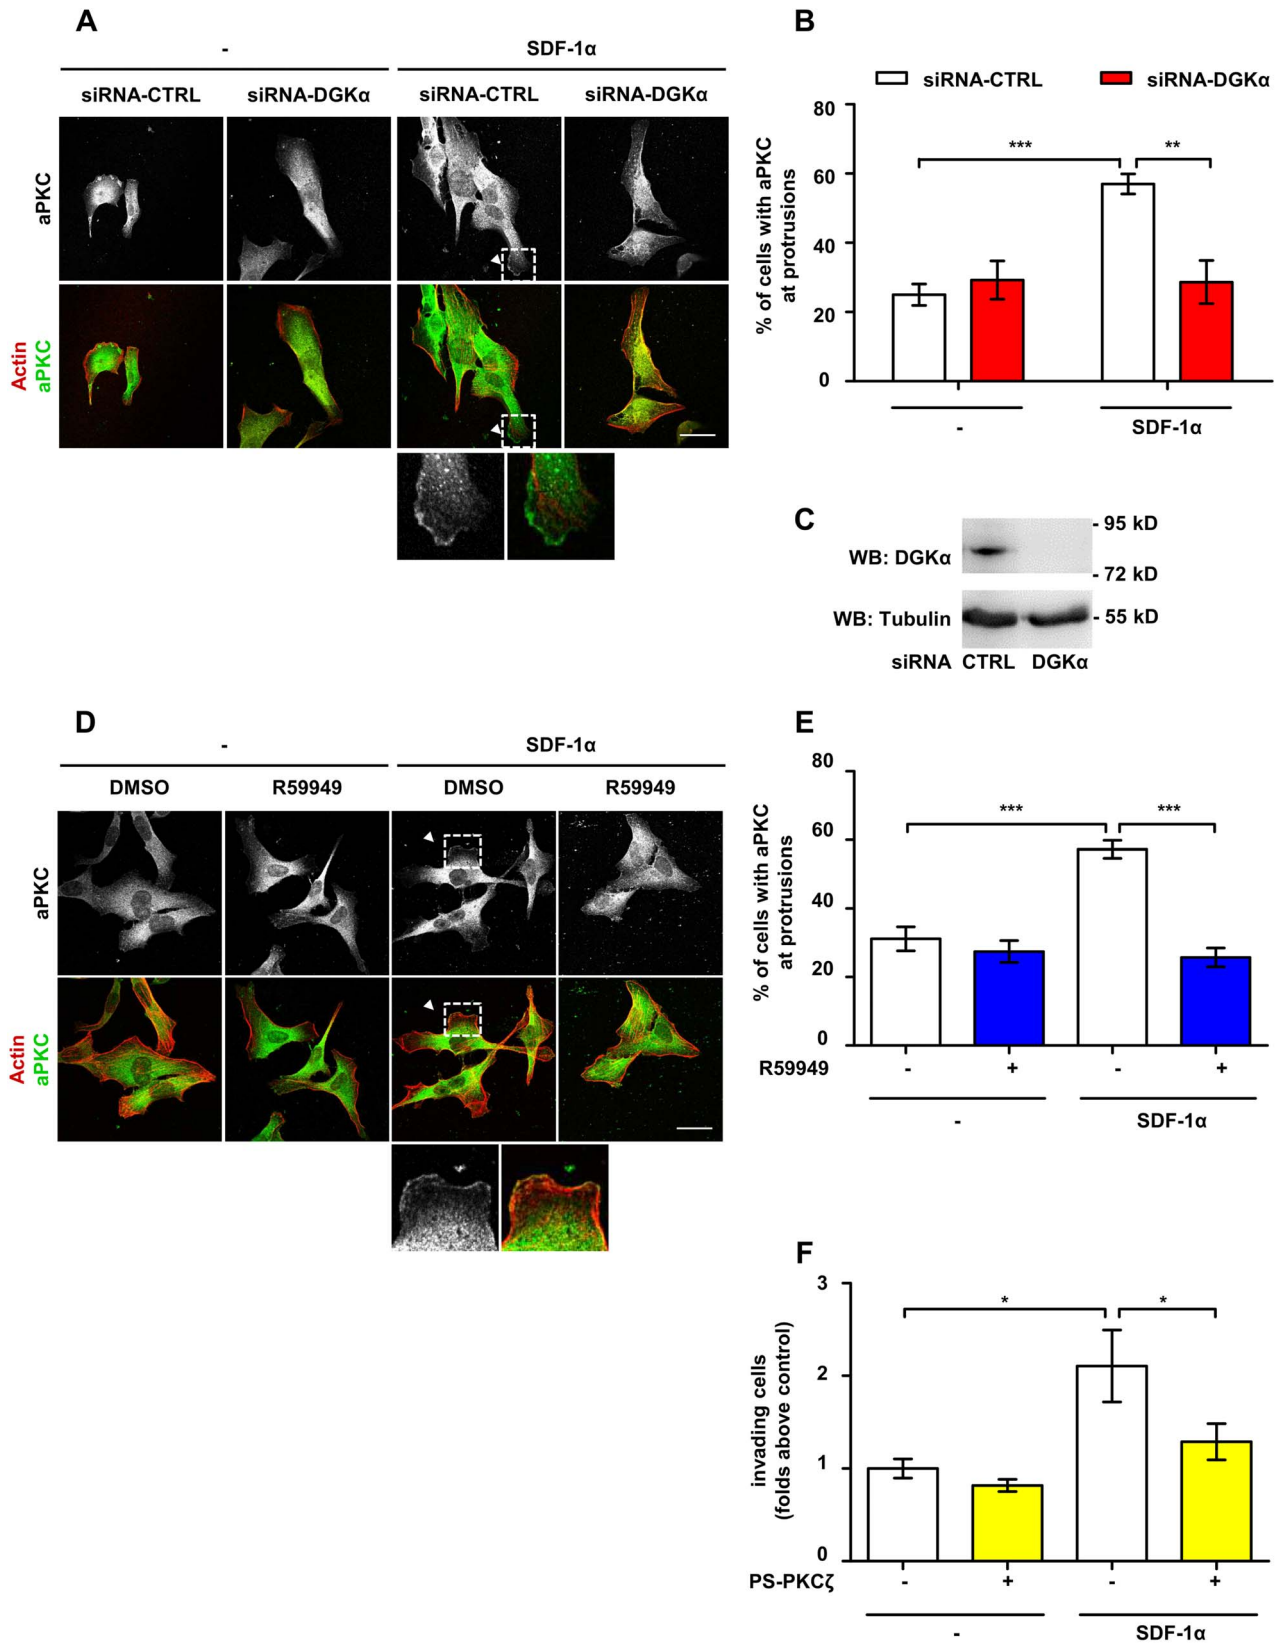 A
- SDF-1α
siRNA-CTRL siRNA-DGKα siRNA-CTRL siRNA-DGKα
aPKC
Actin
aPKC
B
siRNA-CTRL siRNA-DGKα
% of cells with aPKC
at protrusions
80
60
40
20
0
*** **
- SDF-1α
C
WB: DGKα
- 95 kD
- 72 kD
WB: Tubulin
- 55 kD
siRNA CTRL DGKα
D
- SDF-1α
DMSO R59949 DMSO R59949
aPKC
Actin
aPKC
E
% of cells with aPKC
at protrusions
80
60
40
20
0
*** ***
R59949 - + - +
- SDF-1α
F
invading cells
(folds above control)
3
2
1
0
* *
PS-PKCζ - + - +
- SDF-1α